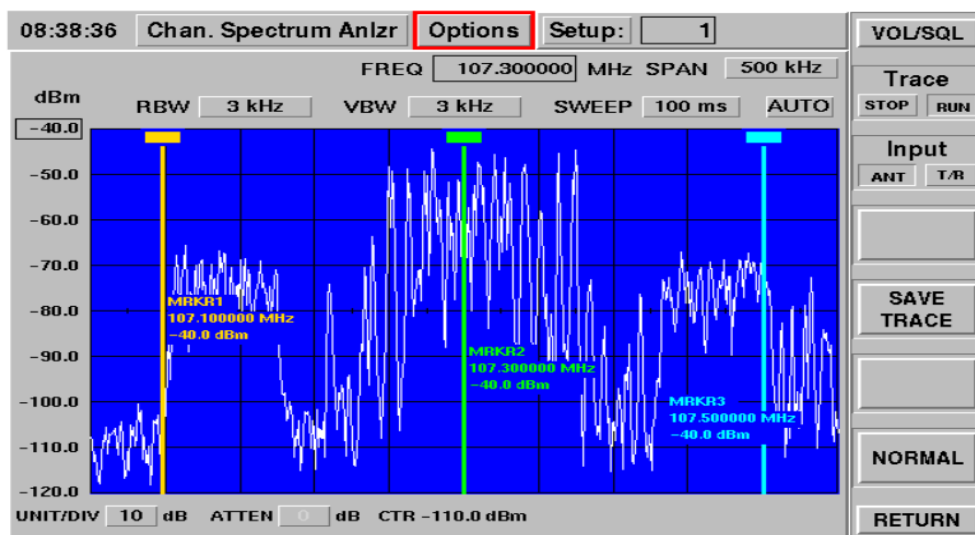 08:38:36 Chan. Spectrum Anlzr Options Setup: 1
FREQ 107.300000 MHz SPAN 500 kHz
dBm RBW 3 kHz VBW 3 kHz SWEEP 100 ms AUTO
-40.0
-50.0
-60.0
-70.0
-80.0
-90.0
-100.0
-110.0
-120.0
MRKR1
107.100000 MHz
-40.0 dBm
MRKR2
107.300000 MHz
-40.0 dBm
MRKR3
107.500000 MHz
-40.0 dBm
UNIT/DIV 10 dB ATTEN 0 dB CTR -110.0 dBm
VOL/SQL
Trace
STOP RUN
Input
ANT T/R
SAVE
TRACE
NORMAL
RETURN